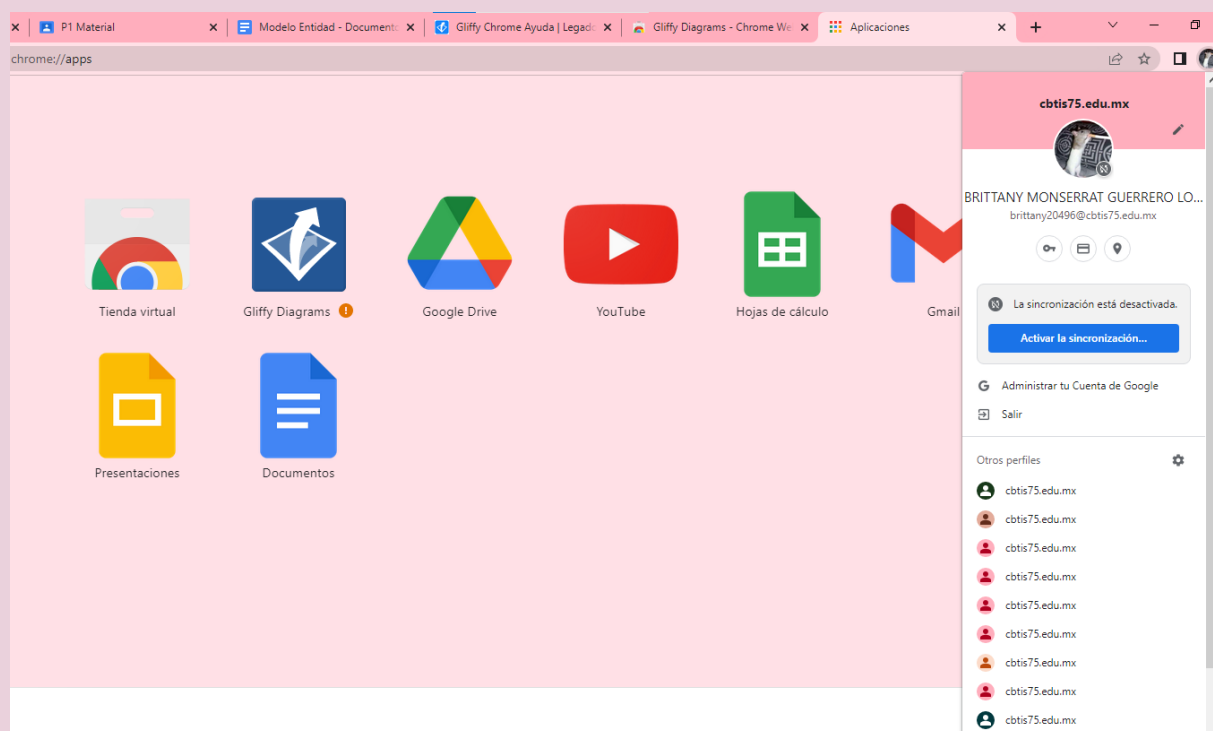 P1 Material
Modelo Entidad - Documento
Gliffy Chrome Ayuda | Legado
Gliffy Diagrams - Chrome We
Aplicaciones
chrome://apps
cbtis75.edu.mx
BRITTANY MONSERRAT GUERRERO LO...
brittany20496@cbtis75.edu.mx
Tienda virtual
Gliffy Diagrams
Google Drive
YouTube
Hojas de cálculo
Gmail
La sincronización está desactivada.
Activar la sincronización...
Presentaciones
Documentos
G Administrar tu Cuenta de Google
Salir
Otros perfiles
cbtis75.edu.mx
cbtis75.edu.mx
cbtis75.edu.mx
cbtis75.edu.mx
cbtis75.edu.mx
cbtis75.edu.mx
cbtis75.edu.mx
cbtis75.edu.mx
cbtis75.edu.mx